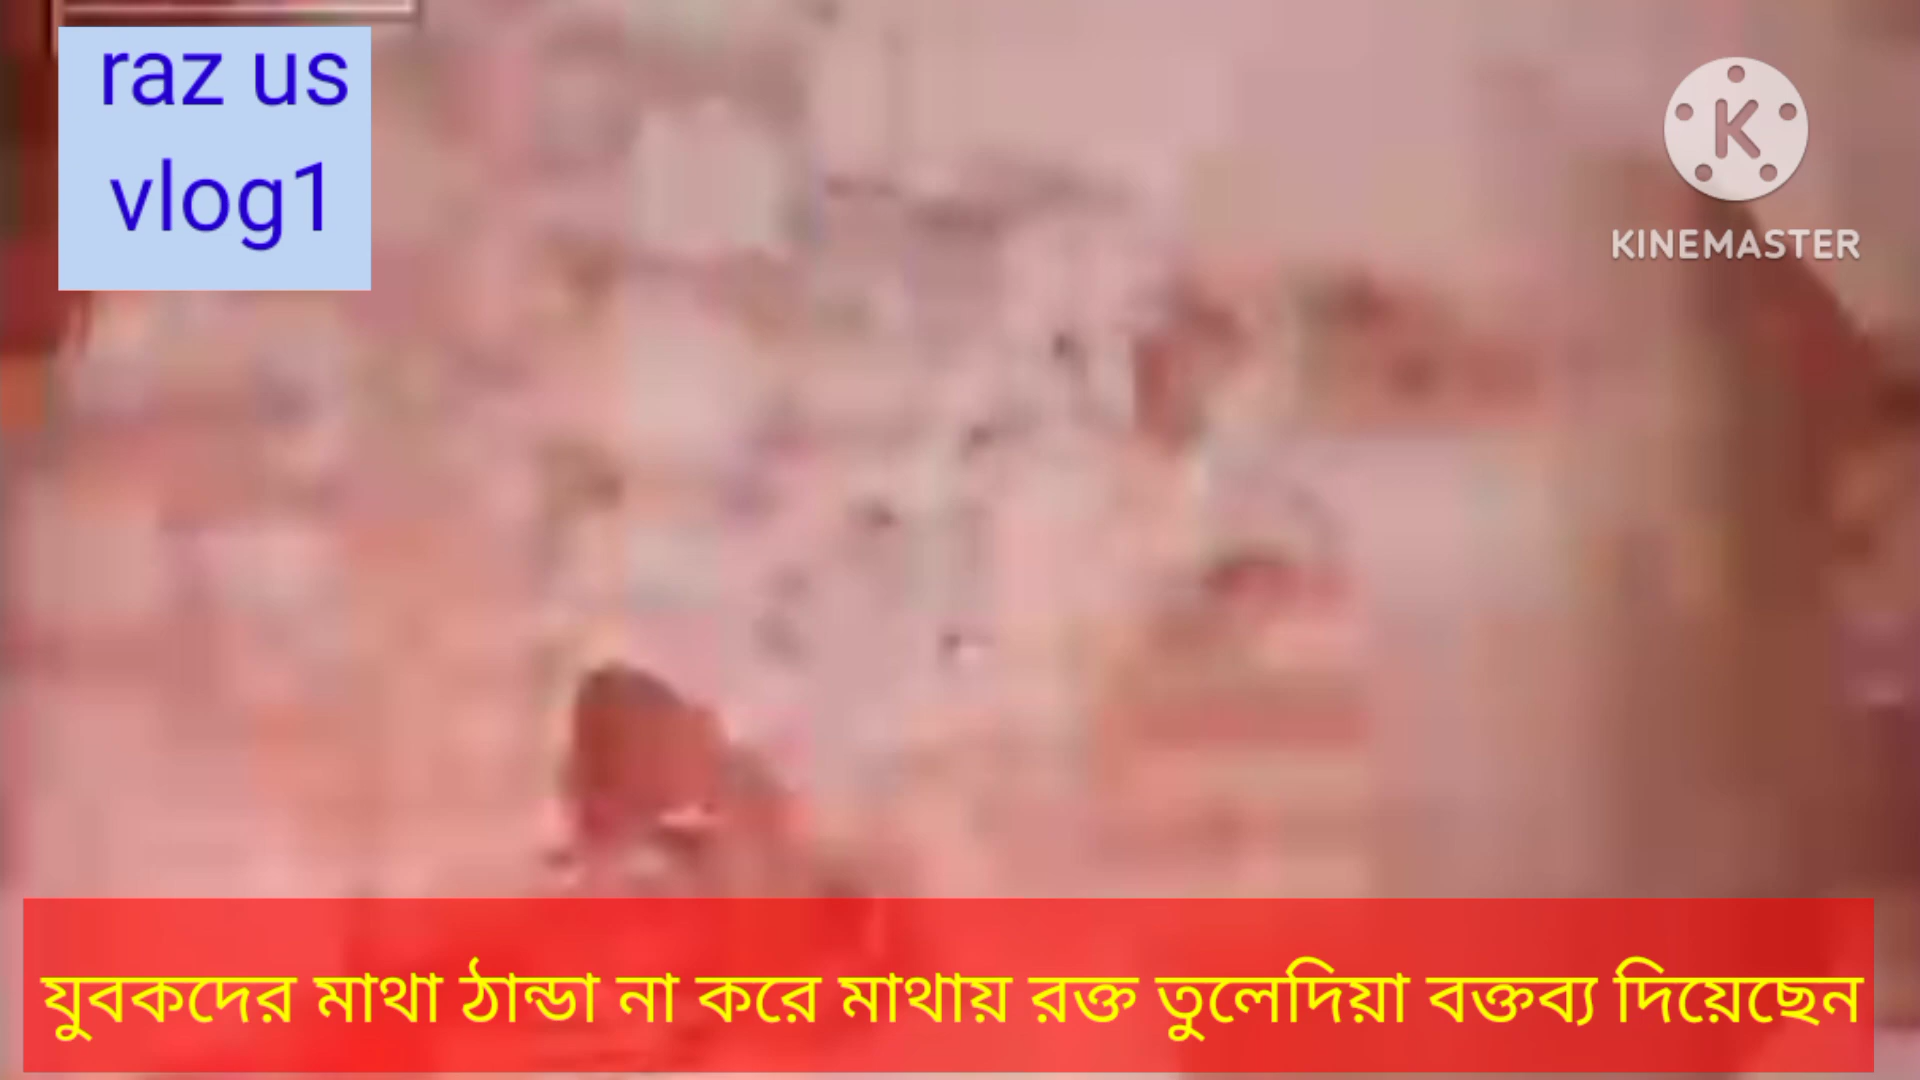 raz us
vlog1
K
KINEMASTER
যুবকদের মাথা ঠান্ডা না করে মাথায় রক্ত তুলেদিয়া বক্তব্য দিয়েছেন